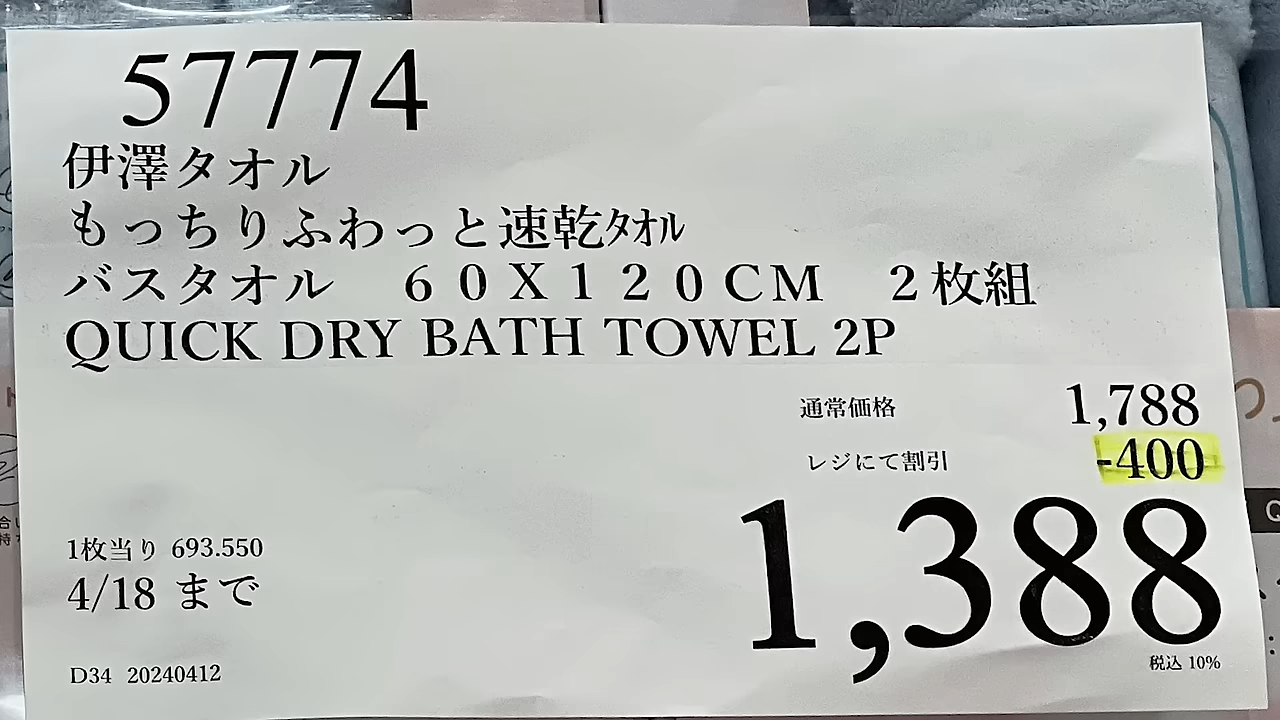 57774
伊澤タオル
もっちりふわっと速乾ﾀｵﾙ
バスタオル　６０Ｘ１２０ＣＭ　２枚組
QUICK DRY BATH TOWEL 2P
通常価格 1,788
レジにて割引 -400
1,388
1枚当り 693.550
4/18 まで
税込 10%
D34 20240412